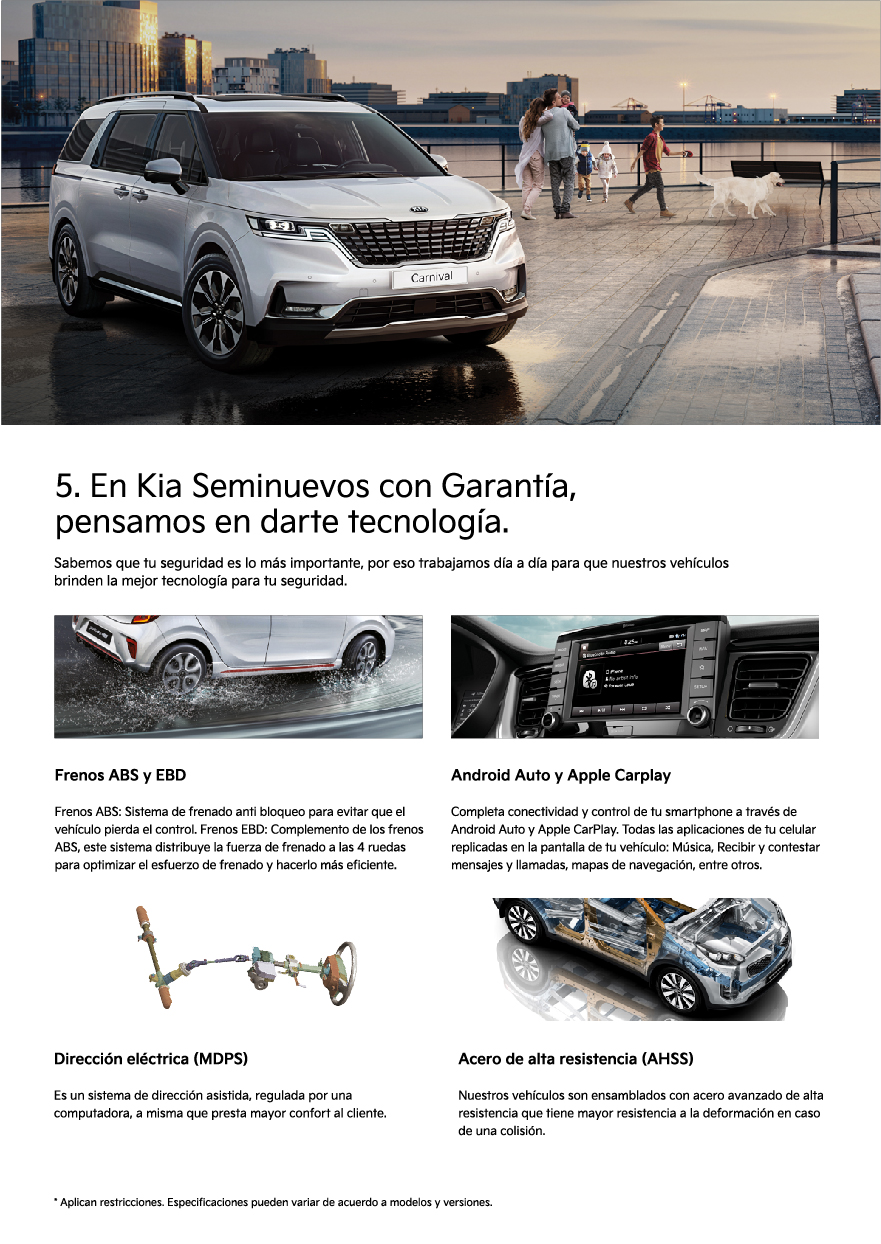 KIA
Carnival
5. En Kia Seminuevos con Garantía,
pensamos en darte tecnología.
Sabemos que tu seguridad es lo más importante, por eso trabajamos día a día para que nuestros vehículos
brinden la mejor tecnología para tu seguridad.
Frenos ABS y EBD
Frenos ABS: Sistema de frenado anti bloqueo para evitar que el
vehículo pierda el control. Frenos EBD: Complemento de los frenos
ABS, este sistema distribuye la fuerza de frenado a las 4 ruedas
para optimizar el esfuerzo de frenado y hacerlo más eficiente.
Android Auto y Apple Carplay
Completa conectividad y control de tu smartphone a través de
Android Auto y Apple CarPlay. Todas las aplicaciones de tu celular
replicadas en la pantalla de tu vehículo: Música, Recibir y contestar
mensajes y llamadas, mapas de navegación, entre otros.
Dirección eléctrica (MDPS)
Es un sistema de dirección asistida, regulada por una
computadora, a misma que presta mayor confort al cliente.
Acero de alta resistencia (AHSS)
Nuestros vehículos son ensamblados con acero avanzado de alta
resistencia que tiene mayor resistencia a la deformación en caso
de una colisión.
* Aplican restricciones. Especificaciones pueden variar de acuerdo a modelos y versiones.